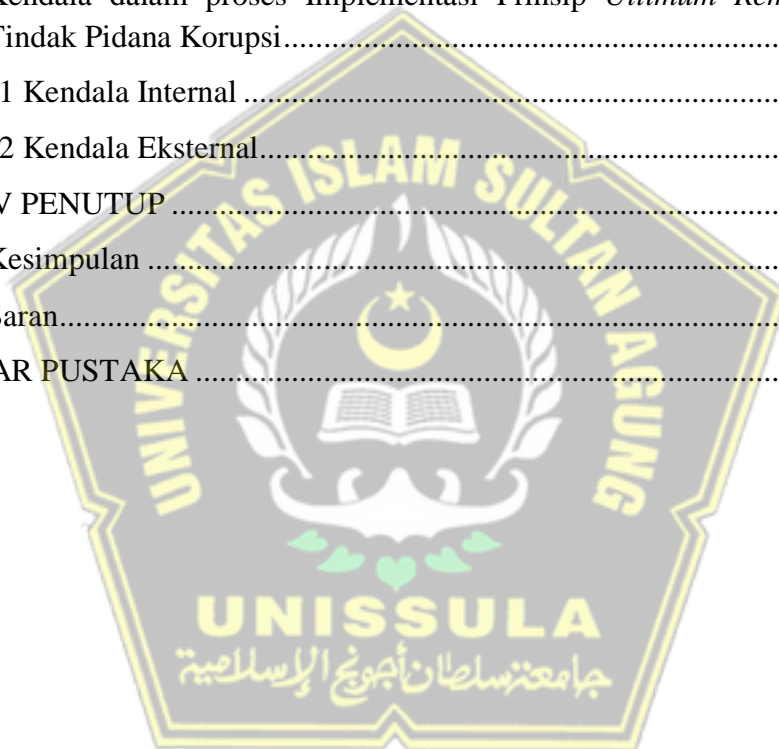 Kendala dalam proses Implementasi Prinsip Ultimum
Tindak Pidana Korupsi.....................................................................
1 Kendala Internal .....................................................................
2 Kendala Eksternal.....................................................................
V PENUTUP .....................................................................
Kesimpulan .....................................................................
Saran.....................................................................
AR PUSTAKA .....................................................................
UNIVERSITAS ISLAM SULTAN AGUNG
UNISSULA
جامعة سلطان أجونج الإسلامية